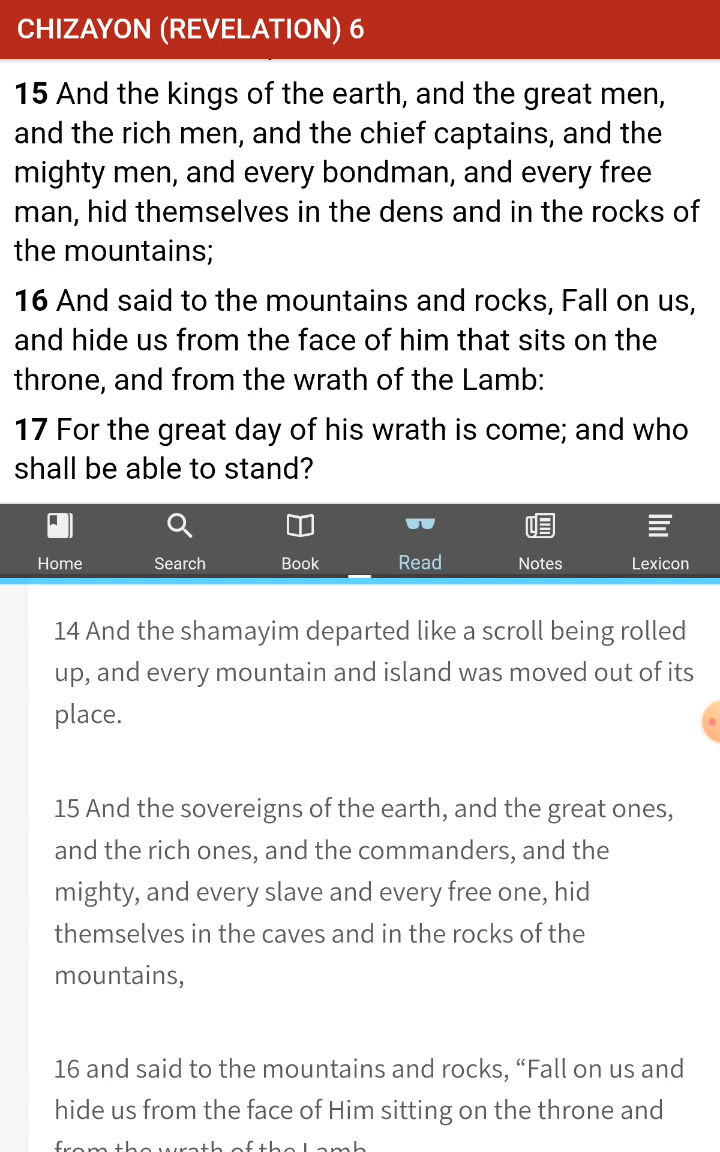 CHIZAYON (REVELATION) 6
15 And the kings of the earth, and the great men,
and the rich men, and the chief captains, and the
mighty men, and every bondman, and every free
man, hid themselves in the dens and in the rocks of
the mountains;
16 And said to the mountains and rocks, Fall on us,
and hide us from the face of him that sits on the
throne, and from the wrath of the Lamb:
17 For the great day of his wrath is come; and who
shall be able to stand?
Home Search Book Read Notes Lexicon
14 And the shamayim departed like a scroll being rolled
up, and every mountain and island was moved out of its
place.
15 And the sovereigns of the earth, and the great ones,
and the rich ones, and the commanders, and the
mighty, and every slave and every free one, hid
themselves in the caves and in the rocks of the
mountains,
16 and said to the mountains and rocks, “Fall on us and
hide us from the face of Him sitting on the throne and
from the wrath of the Lamb